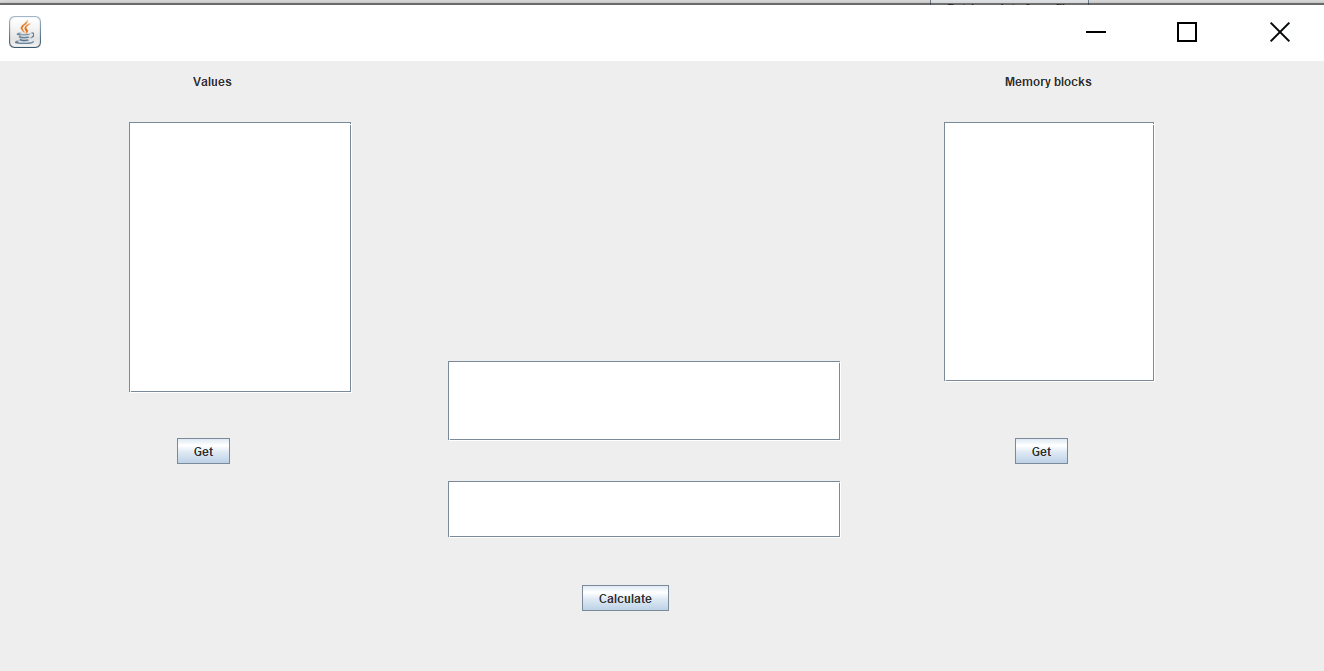 Values
Memory blocks
Get
Get
Calculate